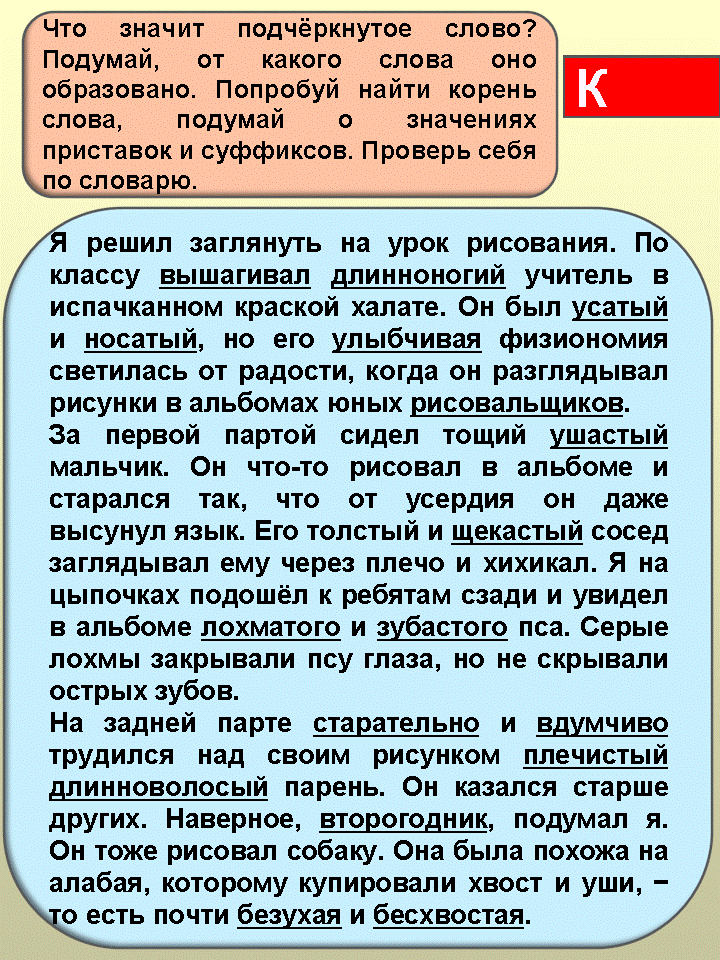 Что значит подчёркнутое слово?
Подумай, от какого слова оно
образовано. Попробуй найти корень
слова, подумай о значениях
приставок и суффиксов. Проверь себя
по словарю.
К
Я решил заглянуть на урок рисования. По
классу вышагивал длинноногий учитель в
испачканном краской халате. Он был усатый
и носатый, но его улыбчивая физиономия
светилась от радости, когда он разглядывал
рисунки в альбомах юных рисовальщиков.
За первой партой сидел тощий ушастый
мальчик. Он что-то рисовал в альбоме и
старался так, что от усердия он даже
высунул язык. Его толстый и щекастый сосед
заглядывал ему через плечо и хихикал. Я на
цыпочках подошёл к ребятам сзади и увидел
в альбоме лохматого и зубастого пса. Серые
лохмы закрывали псу глаза, но не скрывали
острых зубов.
На задней парте старательно и вдумчиво
трудился над своим рисунком плечистый
длинноволосый парень. Он казался старше
других. Наверное, второгодник, подумал я.
Он тоже рисовал собаку. Она была похожа на
алабая, которому купировали хвост и уши, –
то есть почти безухая и бесхвостая.